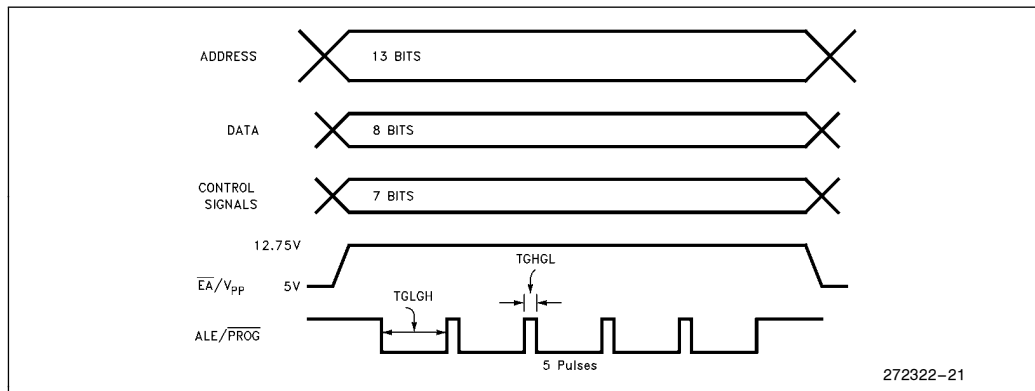 ADDRESS
13 BITS
DATA
8 BITS
CONTROL
SIGNALS
7 BITS
12.75V
TGHGL
EA/VPP
5V
TGLGH
ALE/PROG
5 Pulses
272322-21